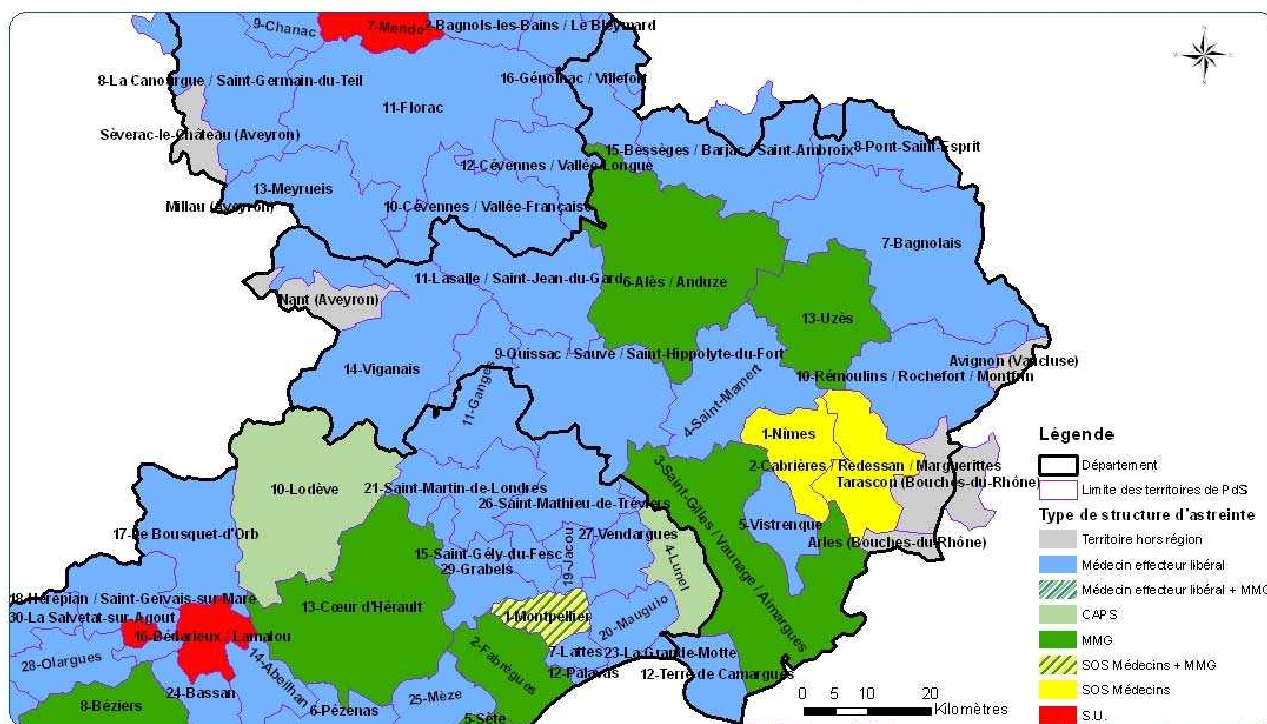 9-Chanac
7-Mende
2-Bagnols-les-Bains / Le Bleymard
8-La Canourgue / Saint-Germain-du-Teil
16-Génolhac / Villefort
11-Florac
Sèverac-le-Château (Aveyron)
15-Bessèges / Barjac / Saint-Ambroix
8-Pont-Saint-Esprit
12-Cévennes / Vallée Longue
13-Meyrueis
Millau (Aveyron)
10-Cévennes / Vallée-Française
7-Bagnolais
11-Lasalle / Saint-Jean-du-Gard
6-Alès / Anduze
Nant (Aveyron)
13-Uzès
9-Quissac / Sauve / Saint-Hippolyte-du-Fort
Avignon (Vaucluse)
14-Viganais
10-Rémoulins / Rochefort / Montfrin
11-Ganges
4-Saint-Mamert
1-Nîmes
2-Cabrières / Redessan / Marguerittes
Tarascon (Bouches-du-Rhône)
3-Saint-Gilles / Vaunage / Aimargues
10-Lodève
21-Saint-Martin-de-Londres
26-Saint-Mathieu-de-Tréviers
5-Vistrenque
17-Le Bousquet-d'Orb
27-Vendargues
Arles (Bouches-du-Rhône)
15-Saint-Gély-du-Fesc
19-Jacou
4-Lunel
29-Grabels
18-Hérépian / Saint-Gervais-sur-Mare
13-Cœur d'Hérault
1-Montpellier
20-Mauguio
30-La Salvetat-sur-Agout
16-Bédarieux / Lamalou
2-Fabrègues
7-Lattes
23-La Grande-Motte
28-Olargues
14-Abeilhan
12-Palavas
12-Terre de Camargues
24-Bassan
25-Mèze
8-Béziers
6-Pézenas
5-Sète
0 5 10 20
Kilomètres
Légende
Département
Limite des territoires de PdS
Type de structure d'astreinte
Territoire hors région
Médecin effecteur libéral
Médecin effecteur libéral + MMG
CAPS
MMG
SOS Médecins + MMG
SOS Médecins
S.U.